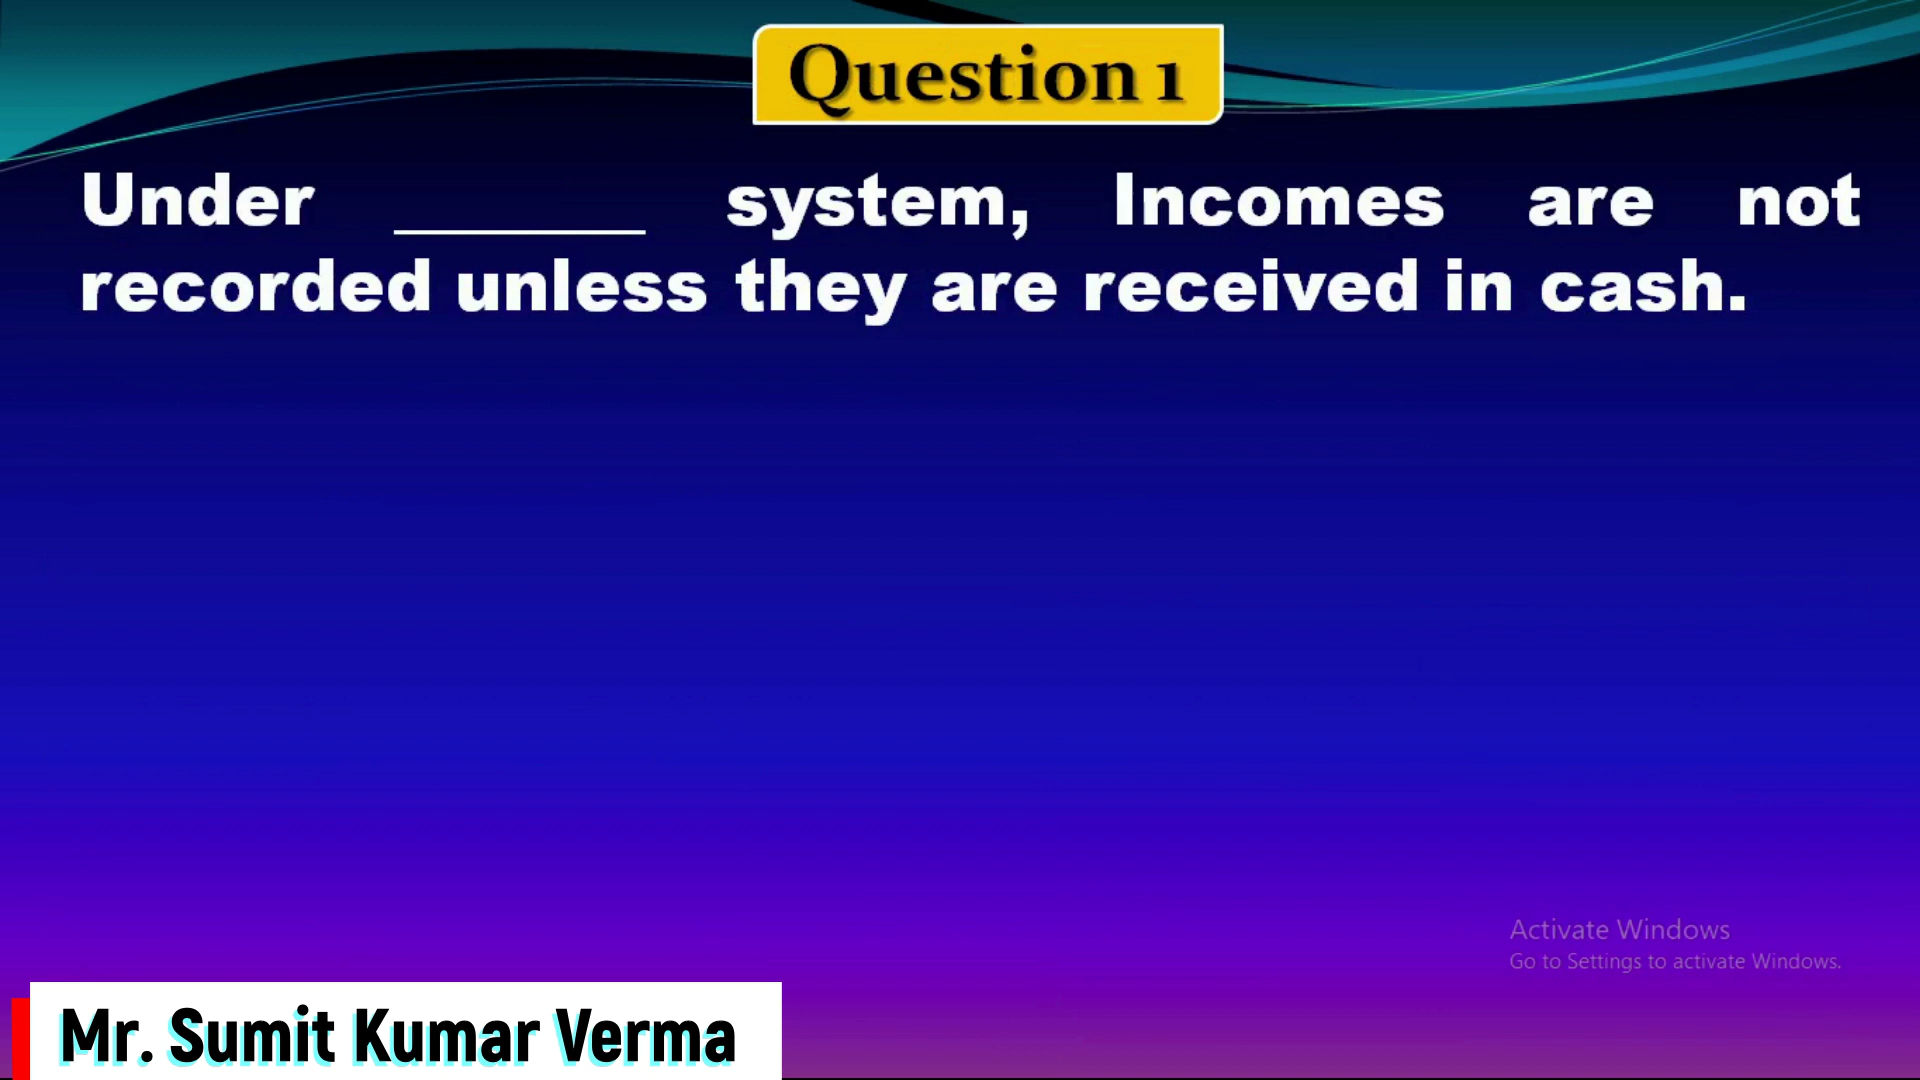 Question 1
Under ________ system, Incomes are not
recorded unless they are received in cash.
Activate Windows
Go to Settings to activate Windows.
Mr. Sumit Kumar Verma